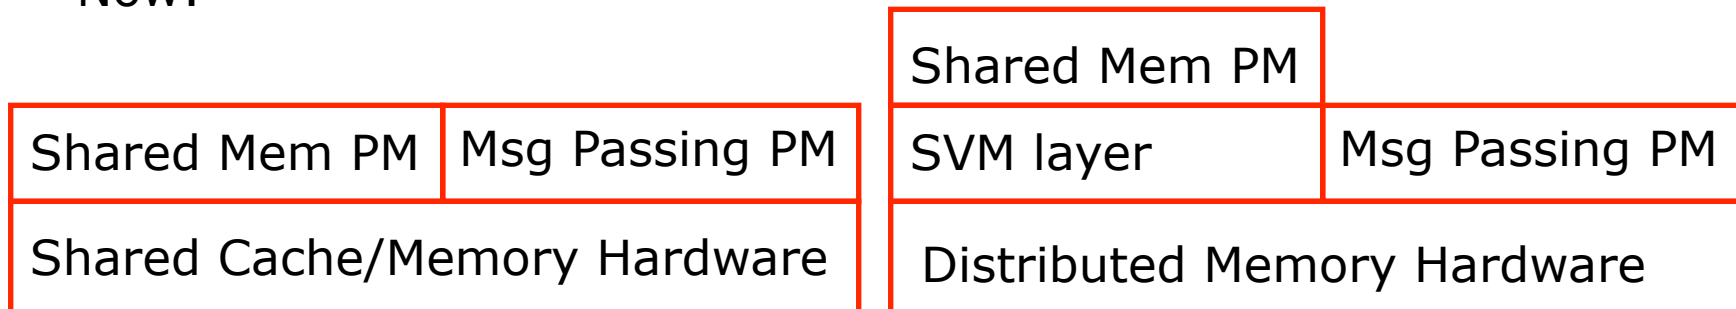 Now:
Shared Mem PM
Shared Mem PM Msg Passing PM SVM layer Msg Passing PM
Shared Cache/Memory Hardware Distributed Memory Hardware